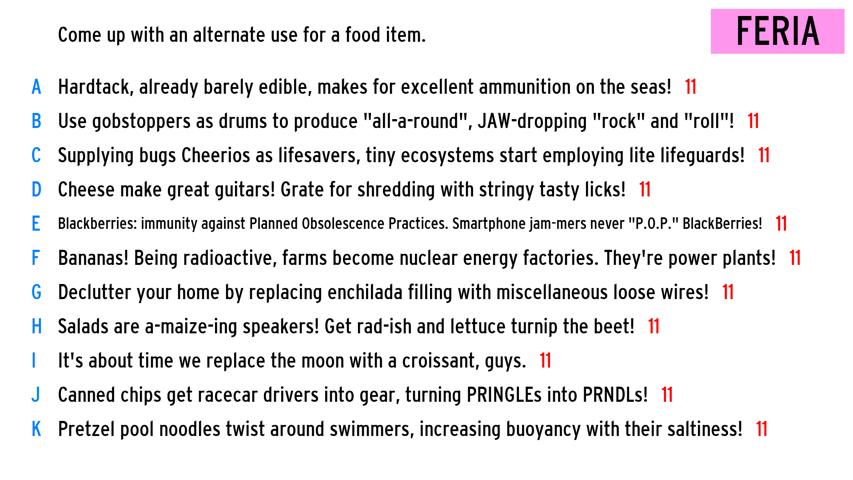 Come up with an alternate use for a food item.
FERIA
A Hardtack, already barely edible, makes for excellent ammunition on the seas! 11
B Use gobstoppers as drums to produce "all-a-round", JAW-dropping "rock" and "roll"! 11
C Supplying bugs Cheerios as lifesavers, tiny ecosystems start employing lite lifeguards! 11
D Cheese make great guitars! Grate for shredding with stringy tasty licks! 11
E Blackberries: immunity against Planned Obsolescence Practices. Smartphone jam-mers never "P.O.P." BlackBerries! 11
F Bananas! Being radioactive, farms become nuclear energy factories. They're power plants! 11
G Declutter your home by replacing enchilada filling with miscellaneous loose wires! 11
H Salads are a-maize-ing speakers! Get rad-ish and lettuce turnip the beet! 11
I It's about time we replace the moon with a croissant, guys. 11
J Canned chips get racecar drivers into gear, turning PRINGLEs into PRNDLs! 11
K Pretzel pool noodles twist around swimmers, increasing buoyancy with their saltiness! 11